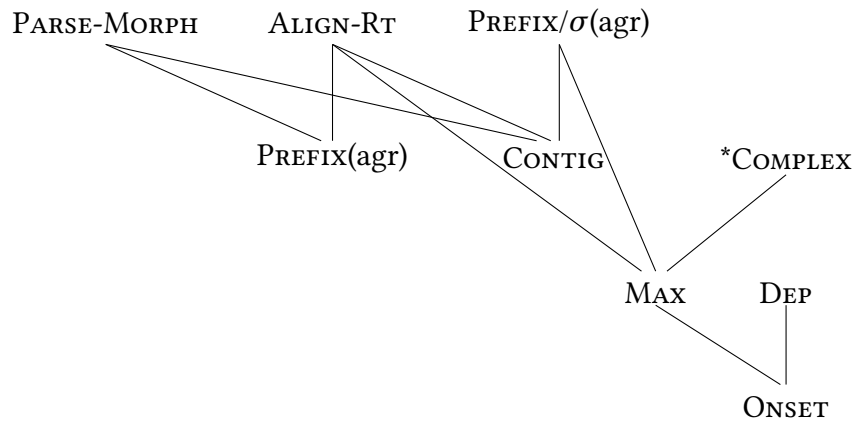 PARSE-MORPH ALIGN-RT PREFIX/σ(agr)
PREFIX(agr) CONTIG *COMPLEX
MAX DEP
ONSET